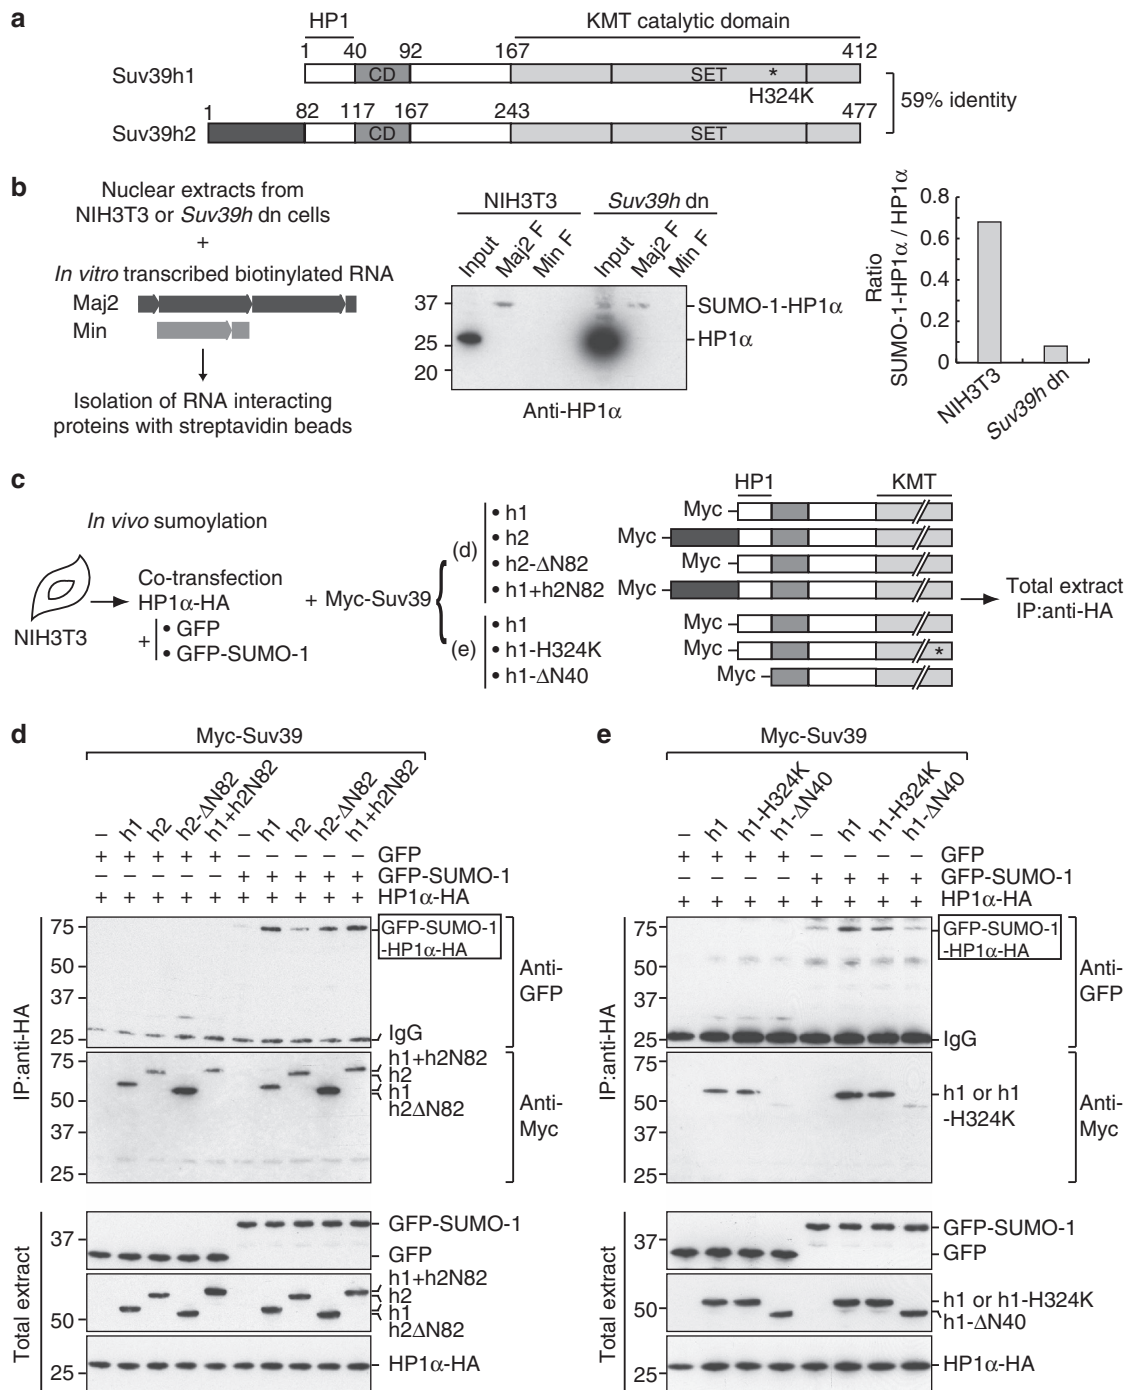 a
HP1
KMT catalytic domain
1 40 92 167 412
Suv39h1
CD
SET
*
H324K
59% identity
1 82 117 167 243 477
Suv39h2
CD
SET
b
Nuclear extracts from
NIH3T3 or Suv39h dn cells
+
In vitro transcribed biotinylated RNA
Maj2
Min
Isolation of RNA interacting
proteins with streptavidin beads
NIH3T3
Suv39h dn
Input
Maj2 F
Min F
Input
Maj2 F
Min F
37
25
20
SUMO-1-HP1α
HP1α
Anti-HP1α
Ratio
SUMO-1-HP1α / HP1α
0.8
0.6
0.4
0.2
0
NIH3T3
Suv39h dn
c
In vivo sumoylation
NIH3T3
Co-transfection
HP1α-HA
+
• GFP
• GFP-SUMO-1
+ Myc-Suv39
(d)
• h1
• h2
• h2-ΔN82
• h1+h2N82
(e)
• h1
• h1-H324K
• h1-ΔN40
HP1
KMT
Myc
Myc
Myc
Myc
Myc
Myc
*
Myc
Total extract
IP:anti-HA
d
Myc-Suv39
– h1 h2 h2-ΔN82 h1+h2N82 – h1 h2 h2-ΔN82 h1+h2N82
+ + + + + – – – – – GFP
– – – – – + + + + + GFP-SUMO-1
+ + + + + + + + + + HP1α-HA
IP:anti-HA
75
50
37
25
GFP-SUMO-1
-HP1α-HA
IgG
Anti-
GFP
75
50
37
25
h1+h2N82
h2
h1
h2ΔN82
Anti-
Myc
Total extract
37
GFP-SUMO-1
GFP
50
h1+h2N82
h2
h1
h2ΔN82
25
HP1α-HA
e
Myc-Suv39
– h1 h1-H324K h1-ΔN40 – h1 h1-H324K h1-ΔN40
+ + + + – – – – GFP
– – – – + + + + GFP-SUMO-1
+ + + + + + + + HP1α-HA
IP:anti-HA
75
50
37
25
GFP-SUMO-1
-HP1α-HA
IgG
Anti-
GFP
75
50
37
25
h1 or h1
-H324K
Anti-
Myc
Total extract
37
GFP-SUMO-1
GFP
50
h1 or h1-H324K
h1-ΔN40
25
HP1α-HA